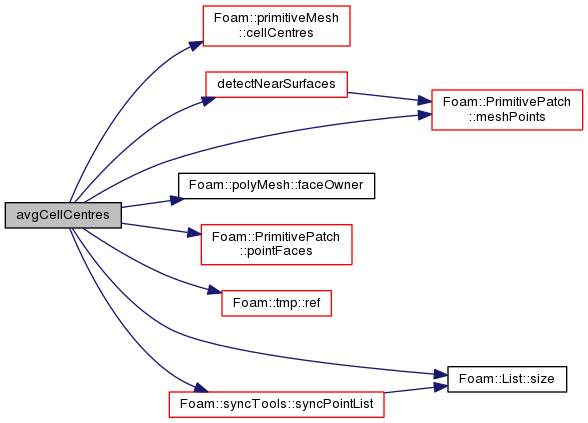 Foam::primitiveMesh
::cellCentres
detectNearSurfaces
Foam::PrimitivePatch
::meshPoints
Foam::polyMesh::faceOwner
avgCellCentres
Foam::PrimitivePatch
::pointFaces
Foam::tmp::ref
Foam::List::size
Foam::syncTools::syncPointList